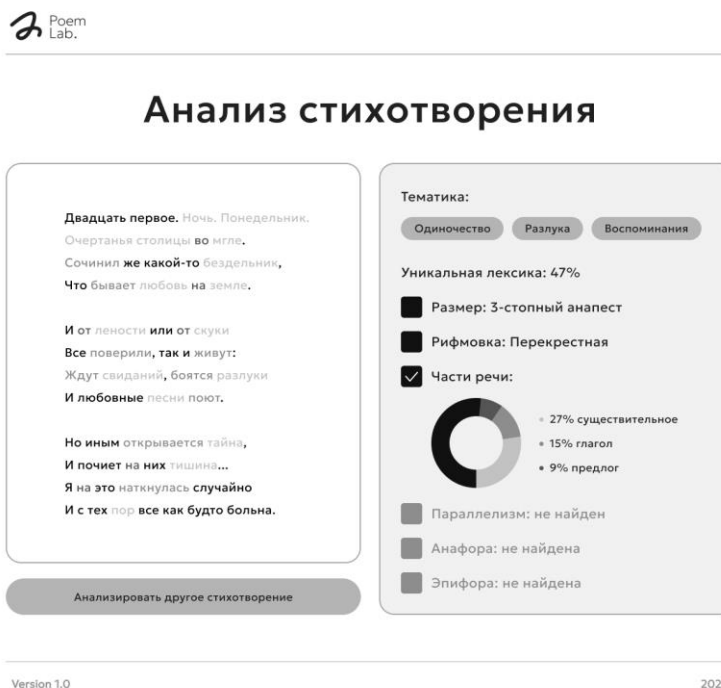 Poem
Lab.
Анализ стихотворения
Двадцать первое. Ночь. Понедельник.
Очертанья столицы во мгле.
Сочинил же какой-то бездельник,
Что бывает любовь на земле.
И от лености или от скуки
Все поверили, так и живут:
Ждут свиданий, боятся разлуки
И любовные песни поют.
Но иным открывается тайна,
И почиет на них тишина...
Я на это наткнулась случайно
И с тех пор все как будто больна.
Анализировать другое стихотворение
Тематика:
Одиночество Разлука Воспоминания
Уникальная лексика: 47%
Размер: 3-стопный анапест
Рифмовка: Перекрестная
Части речи:
27% существительное
15% глагол
9% предлог
Параллелизм: не найден
Анафора: не найдена
Эпифора: не найдена
Version 1.0
202